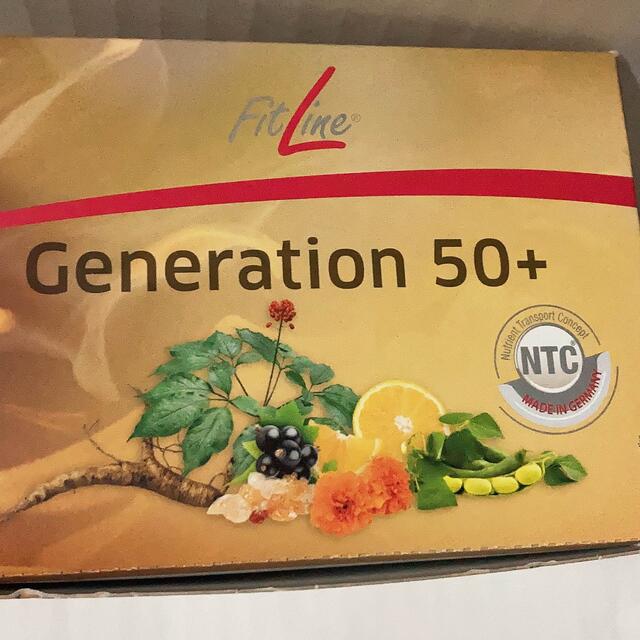 FitLine®
Generation 50+
Nutrient Transport Concept
NTC®
MADE IN GERMANY